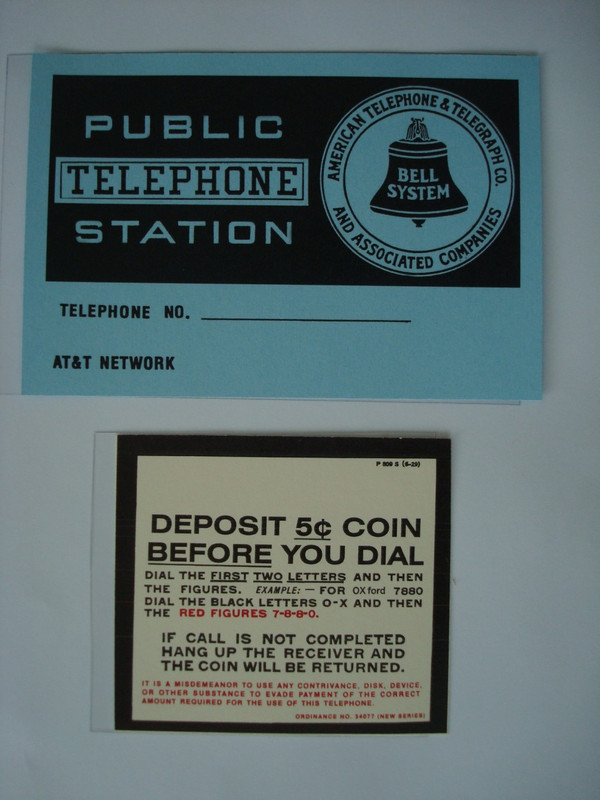 PUBLIC
TELEPHONE
STATION
AMERICAN TELEPHONE & TELEGRAPH CO.
BELL
SYSTEM
AND ASSOCIATED COMPANIES
TELEPHONE NO.
AT&T NETWORK
P 909 S (6-29)
DEPOSIT 5¢ COIN
BEFORE YOU DIAL
DIAL THE FIRST TWO LETTERS AND THEN
THE FIGURES. EXAMPLE:— FOR OXford 7880
DIAL THE BLACK LETTERS O-X AND THEN
THE RED FIGURES 7-8-8-0.
IF CALL IS NOT COMPLETED
HANG UP THE RECEIVER AND
THE COIN WILL BE RETURNED.
IT IS A MISDEMEANOR TO USE ANY CONTRIVANCE, DISK, DEVICE,
OR OTHER SUBSTANCE TO EVADE PAYMENT OF THE CORRECT
AMOUNT REQUIRED FOR THE USE OF THIS TELEPHONE.
ORDINANCE NO. 34077 (NEW SERIES)